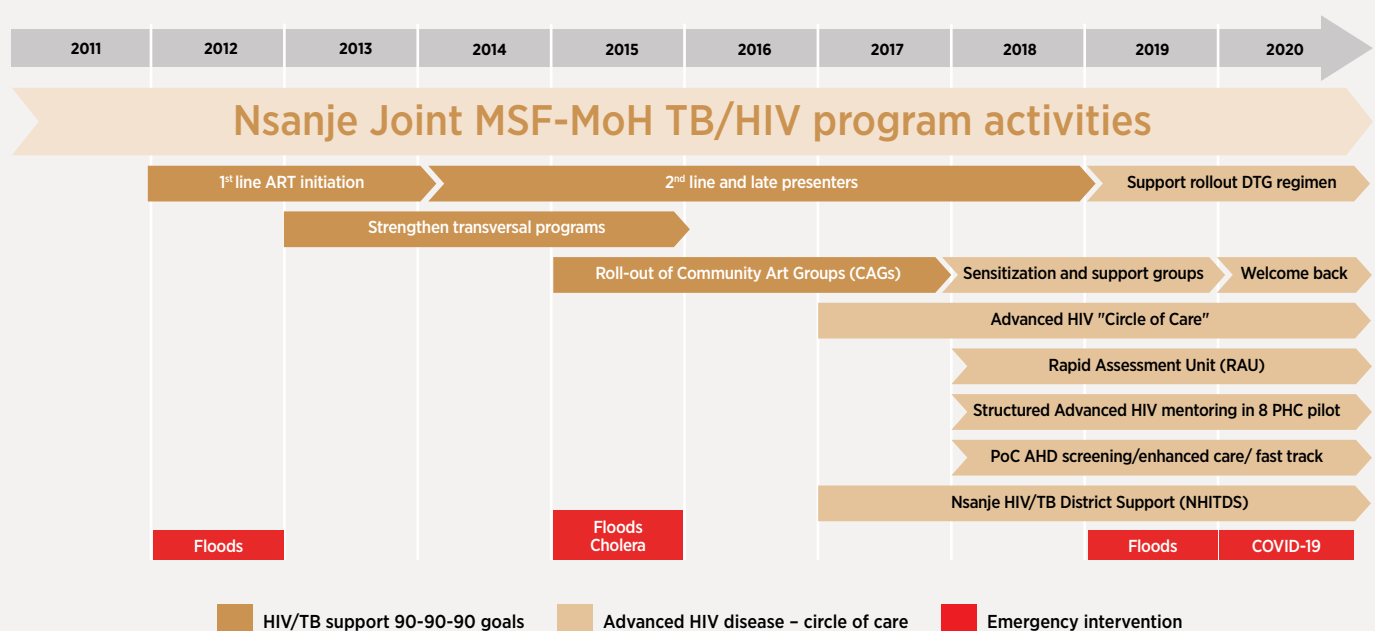 2011 2012 2013 2014 2015 2016 2017 2018 2019 2020
Nsanje Joint MSF-MoH TB/HIV program activities
1st line ART initiation 2nd line and late presenters Support rollout DTG regimen
Strengthen transversal programs
Roll-out of Community Art Groups (CAGs) Sensitization and support groups Welcome back
Advanced HIV "Circle of Care"
Rapid Assessment Unit (RAU)
Structured Advanced HIV mentoring in 8 PHC pilot
PoC AHD screening/enhanced care/ fast track
Nsanje HIV/TB District Support (NHITDS)
Floods
Floods
Cholera
Floods
COVID-19
HIV/TB support 90-90-90 goals Advanced HIV disease – circle of care Emergency intervention